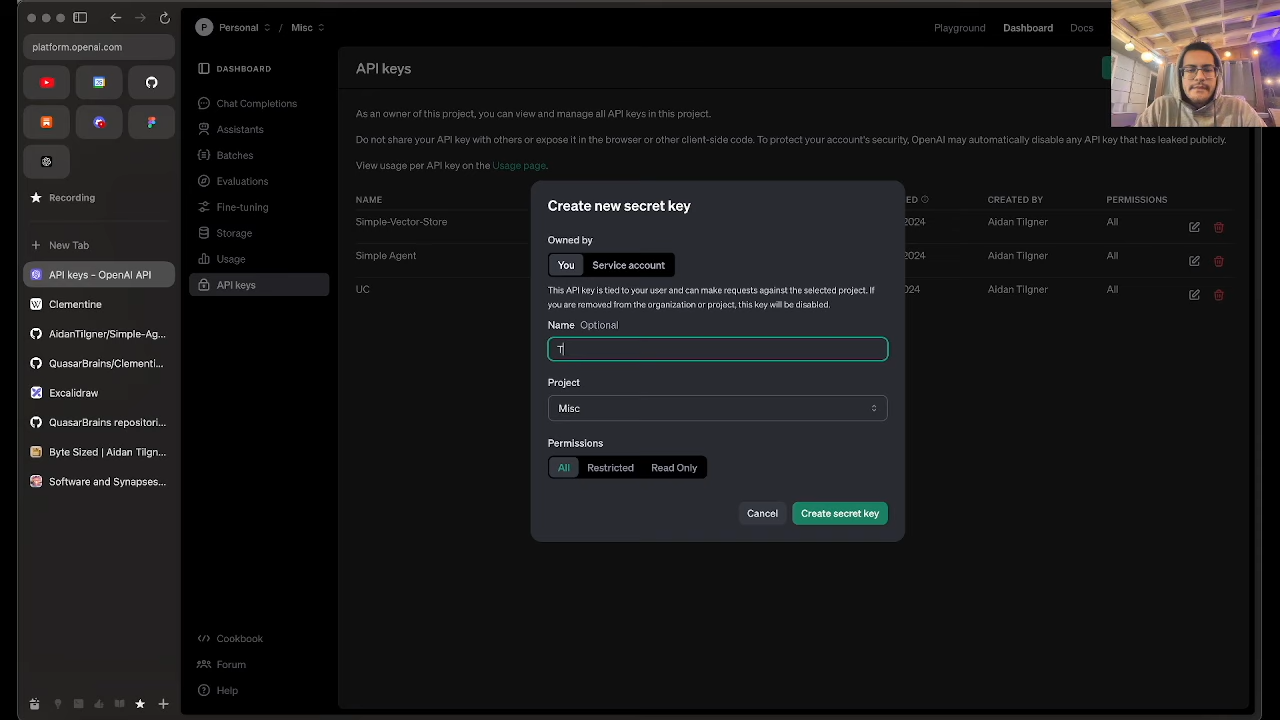 platform.openai.com
Recording
New Tab
API keys - OpenAI API
Clementine
AidanTilgner/Simple-Ag...
QuasarBrains/Clementl...
Excalidraw
QuasarBrains repositori...
Byte Sized | Aidan Tilgn...
Software and Synapses...
P Personal / Misc
Playground Dashboard Docs
DASHBOARD
Chat Completions
Assistants
Batches
Evaluations
Fine-tuning
Storage
Usage
API keys
Cookbook
Forum
Help
API keys
As an owner of this project, you can view and manage all API keys in this project.
Do not share your API key with others or expose it in the browser or other client-side code. To protect your account's security, OpenAI may automatically disable any API key that has leaked publicly.
View usage per API key on the Usage page.
NAME ED CREATED BY PERMISSIONS
Simple-Vector-Store 2024 Aidan Tilgner All
Simple Agent 2024 Aidan Tilgner All
UC 024 Aidan Tilgner All
Create new secret key
Owned by
You Service account
This API key is tied to your user and can make requests against the selected project. If
you are removed from the organization or project, this key will be disabled.
Name Optional
T
Project
Misc
Permissions
All Restricted Read Only
Cancel Create secret key